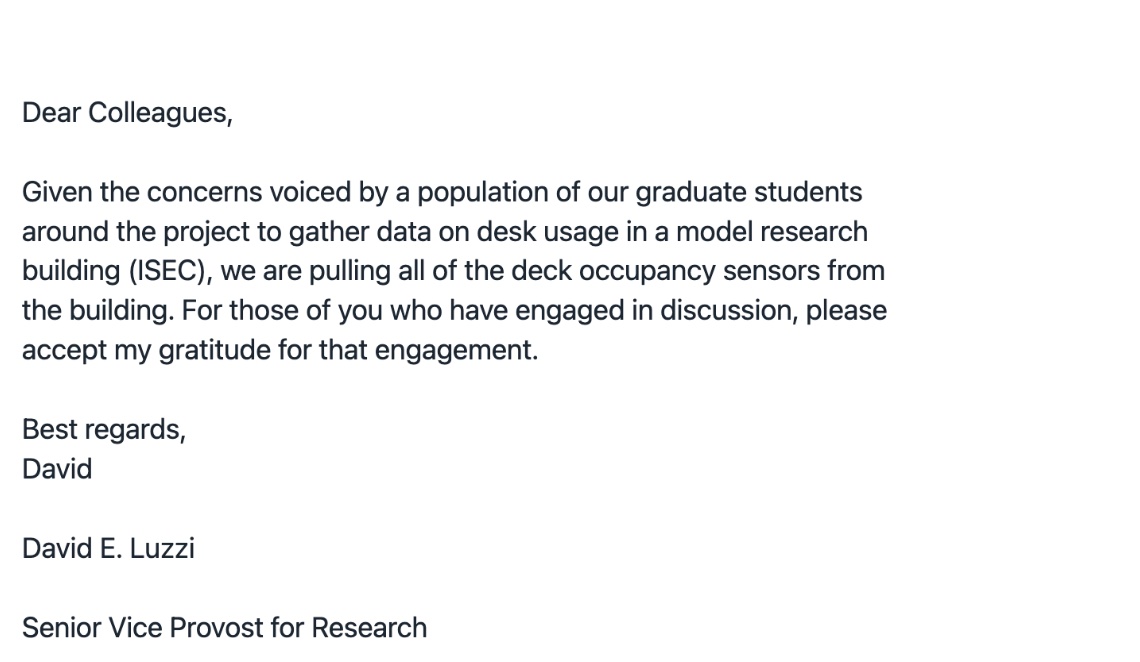 Dear Colleagues,
Given the concerns voiced by a population of our graduate students
around the project to gather data on desk usage in a model research
building (ISEC), we are pulling all of the deck occupancy sensors from
the building. For those of you who have engaged in discussion, please
accept my gratitude for that engagement.
Best regards,
David
David E. Luzzi
Senior Vice Provost for Research